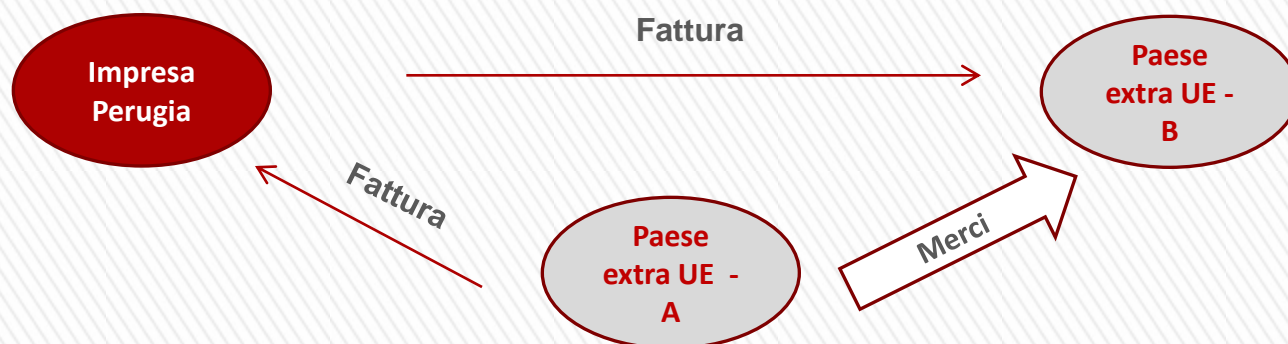 Fattura
Impresa
Perugia
Paese
extra UE -
B
Fattura
Paese
extra UE -
A
Merci